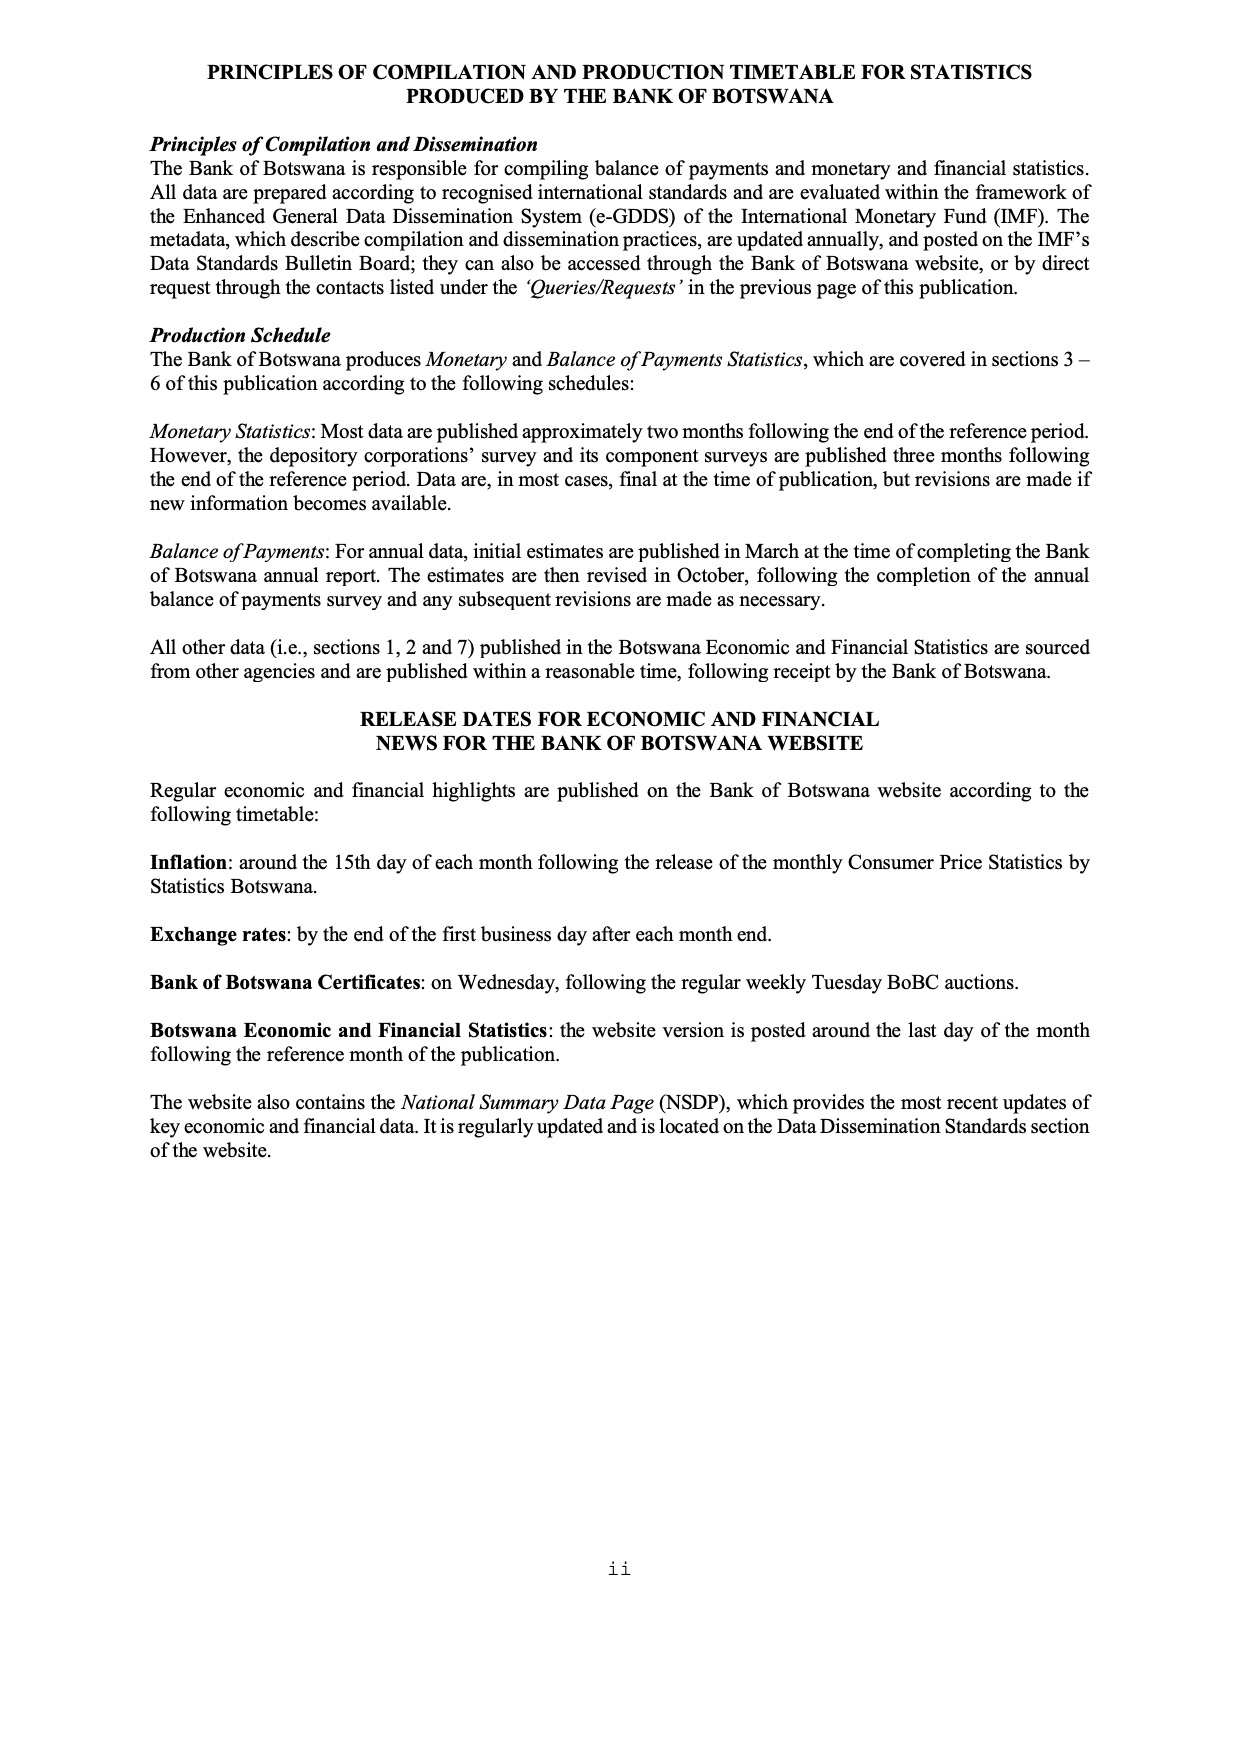 PRINCIPLES OF COMPILATION AND PRODUCTION TIMETABLE FOR STATISTICS
PRODUCED BY THE BANK OF BOTSWANA
Principles of Compilation and Dissemination
The Bank of Botswana is responsible for compiling balance of payments and monetary and financial statistics.
All data are prepared according to recognised international standards and are evaluated within the framework of
the Enhanced General Data Dissemination System (e-GDDS) of the International Monetary Fund (IMF). The
metadata, which describe compilation and dissemination practices, are updated annually, and posted on the IMF’s
Data Standards Bulletin Board; they can also be accessed through the Bank of Botswana website, or by direct
request through the contacts listed under the ‘Queries/Requests’ in the previous page of this publication.
Production Schedule
The Bank of Botswana produces Monetary and Balance of Payments Statistics, which are covered in sections 3 –
6 of this publication according to the following schedules:
Monetary Statistics: Most data are published approximately two months following the end of the reference period.
However, the depository corporations’ survey and its component surveys are published three months following
the end of the reference period. Data are, in most cases, final at the time of publication, but revisions are made if
new information becomes available.
Balance of Payments: For annual data, initial estimates are published in March at the time of completing the Bank
of Botswana annual report. The estimates are then revised in October, following the completion of the annual
balance of payments survey and any subsequent revisions are made as necessary.
All other data (i.e., sections 1, 2 and 7) published in the Botswana Economic and Financial Statistics are sourced
from other agencies and are published within a reasonable time, following receipt by the Bank of Botswana.
RELEASE DATES FOR ECONOMIC AND FINANCIAL
NEWS FOR THE BANK OF BOTSWANA WEBSITE
Regular economic and financial highlights are published on the Bank of Botswana website according to the
following timetable:
Inflation: around the 15th day of each month following the release of the monthly Consumer Price Statistics by
Statistics Botswana.
Exchange rates: by the end of the first business day after each month end.
Bank of Botswana Certificates: on Wednesday, following the regular weekly Tuesday BoBC auctions.
Botswana Economic and Financial Statistics: the website version is posted around the last day of the month
following the reference month of the publication.
The website also contains the National Summary Data Page (NSDP), which provides the most recent updates of
key economic and financial data. It is regularly updated and is located on the Data Dissemination Standards section
of the website.
ii